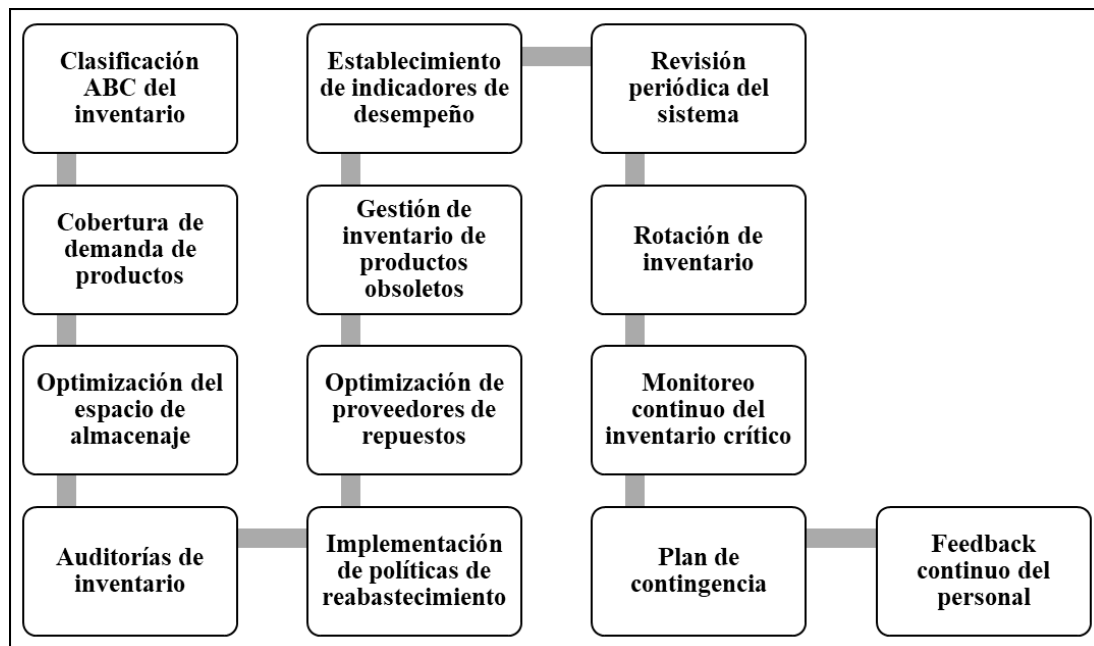 Clasificación
ABC del
inventario
Cobertura de
demanda de
productos
Optimización del
espacio de
almacenaje
Auditorías de
inventario
Implementación
de políticas de
reabastecimiento
Optimización de
proveedores de
repuestos
Gestión de
inventario de
productos
obsoletos
Establecimiento
de indicadores de
desempeño
Revisión
periódica del
sistema
Rotación de
inventario
Monitoreo
continuo del
inventario crítico
Plan de
contingencia
Feedback
continuo del
personal